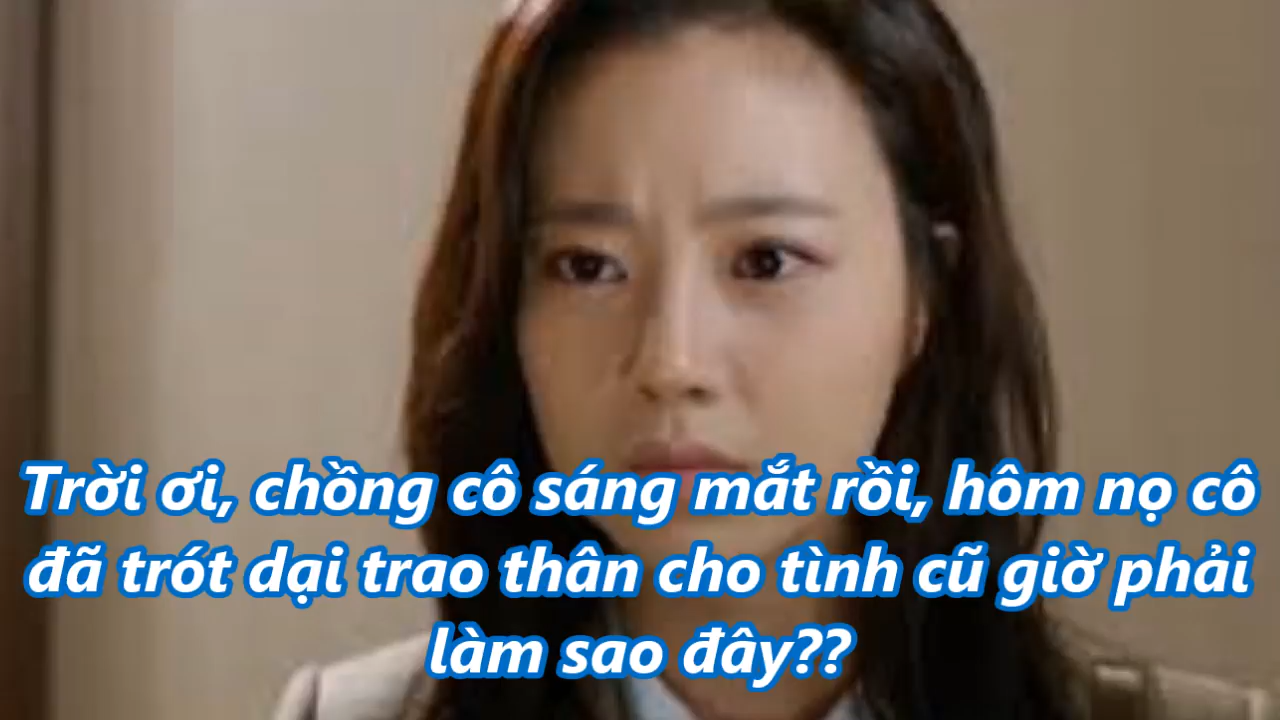 Trời ơi, chồng cô sáng mắt rồi, hôm nọ cô
đã trót dại trao thân cho tình cũ giờ phải
làm sao đây??